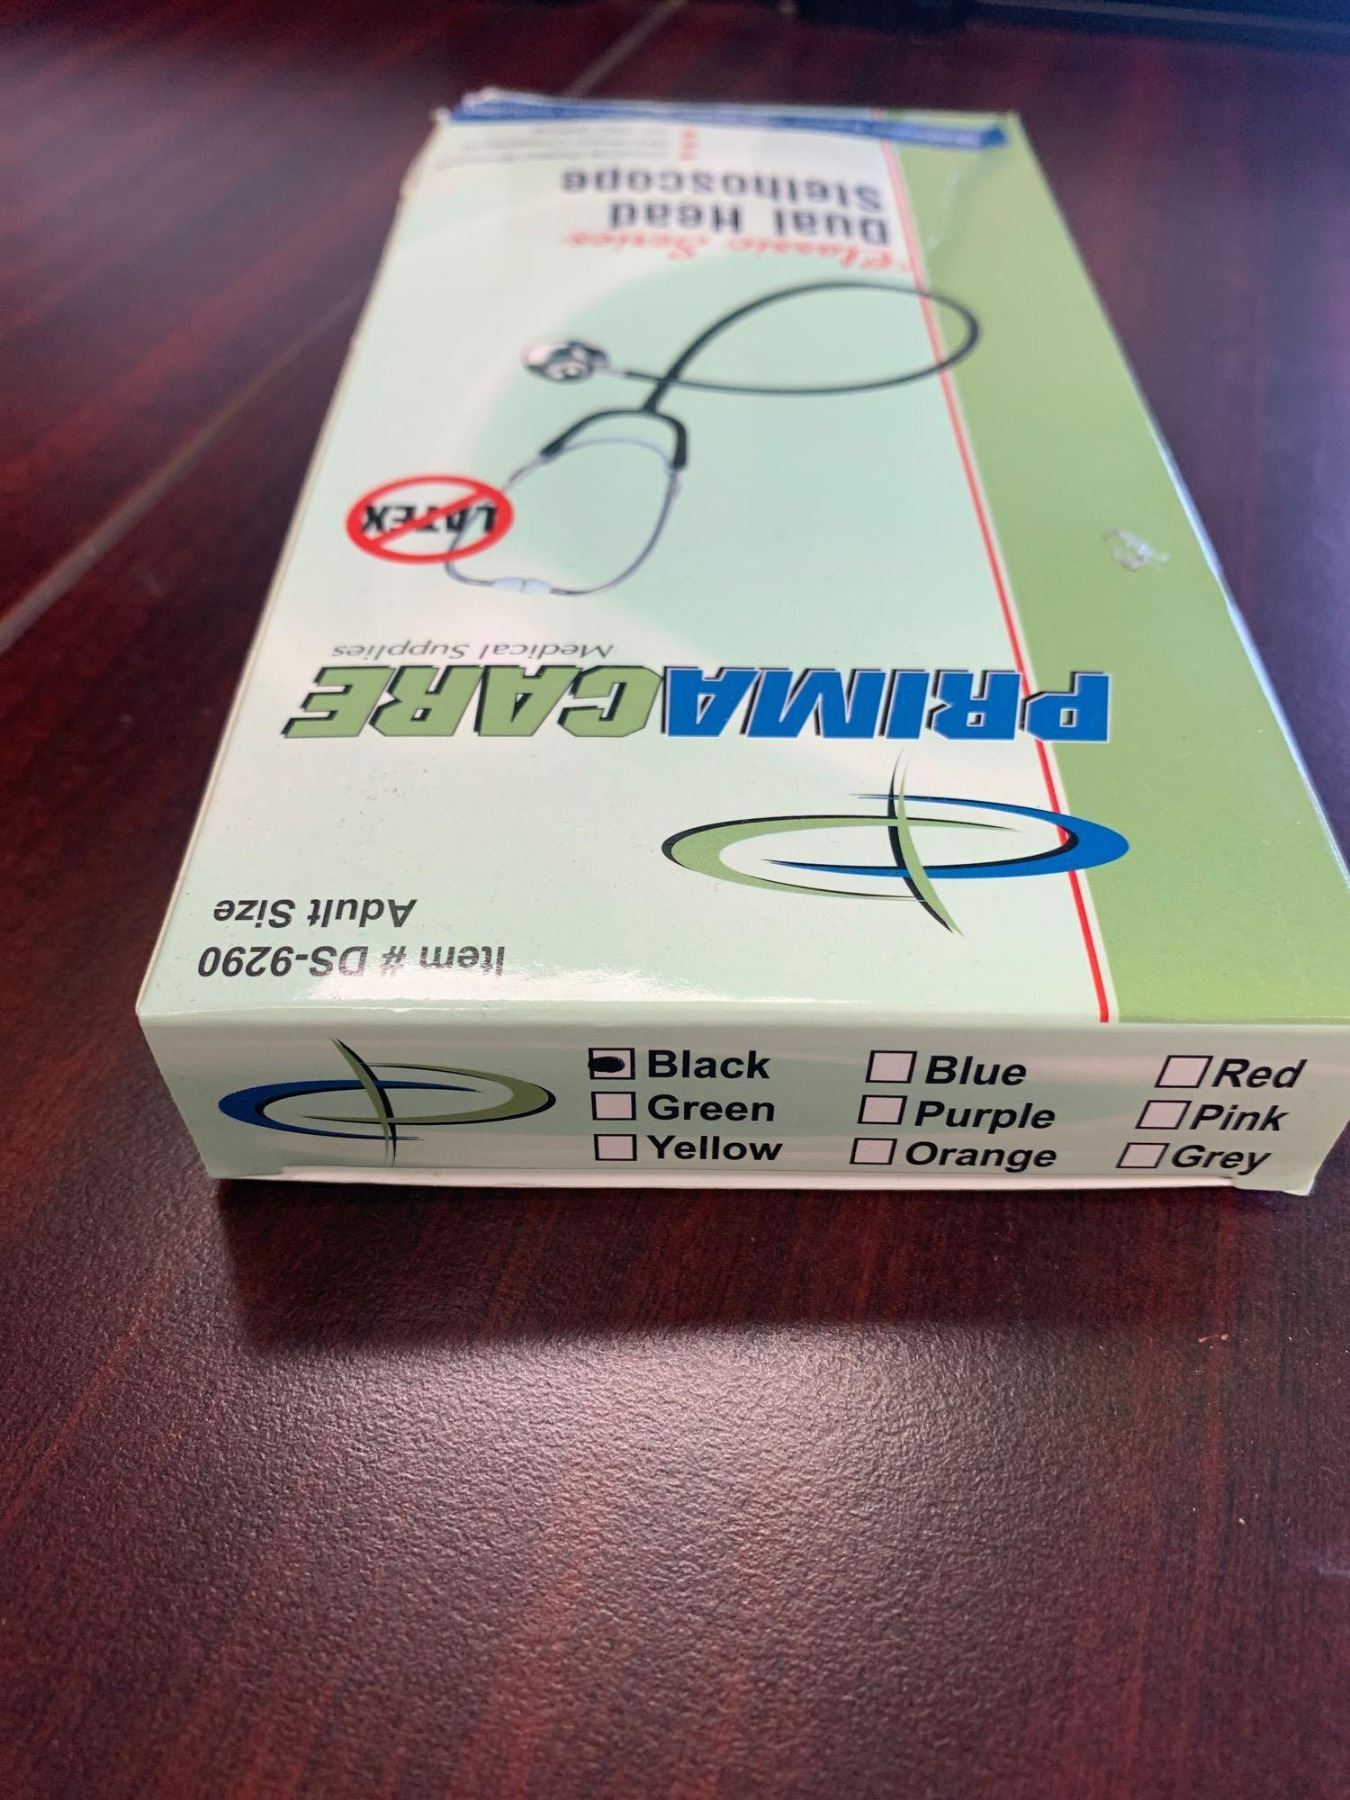 Item # DS-9290
Adult Size
PRIMACARE
Medical Supplies
LATEX
Classic Series
Dual Head
Stethoscope
Black
Blue
Red
Green
Purple
Pink
Yellow
Orange
Grey